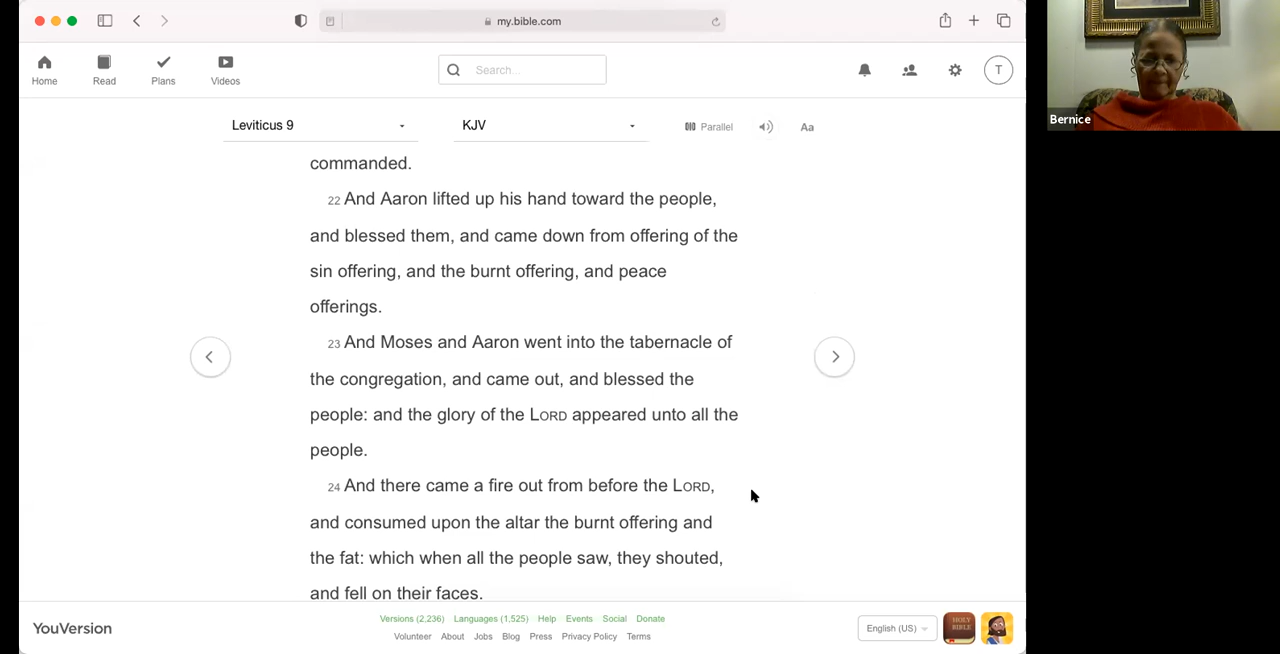 my.bible.com
Home
Read
Plans
Videos
Search...
T
Bernice
Leviticus 9
KJV
Parallel
Aa
commanded.
22 And Aaron lifted up his hand toward the people,
and blessed them, and came down from offering of the
sin offering, and the burnt offering, and peace
offerings.
23 And Moses and Aaron went into the tabernacle of
the congregation, and came out, and blessed the
people: and the glory of the LORD appeared unto all the
people.
24 And there came a fire out from before the LORD,
and consumed upon the altar the burnt offering and
the fat: which when all the people saw, they shouted,
and fell on their faces.
YouVersion
Versions (2,236) Languages (1,525) Help Events Social Donate
Volunteer About Jobs Blog Press Privacy Policy Terms
English (US)
HOLY
BIBLE